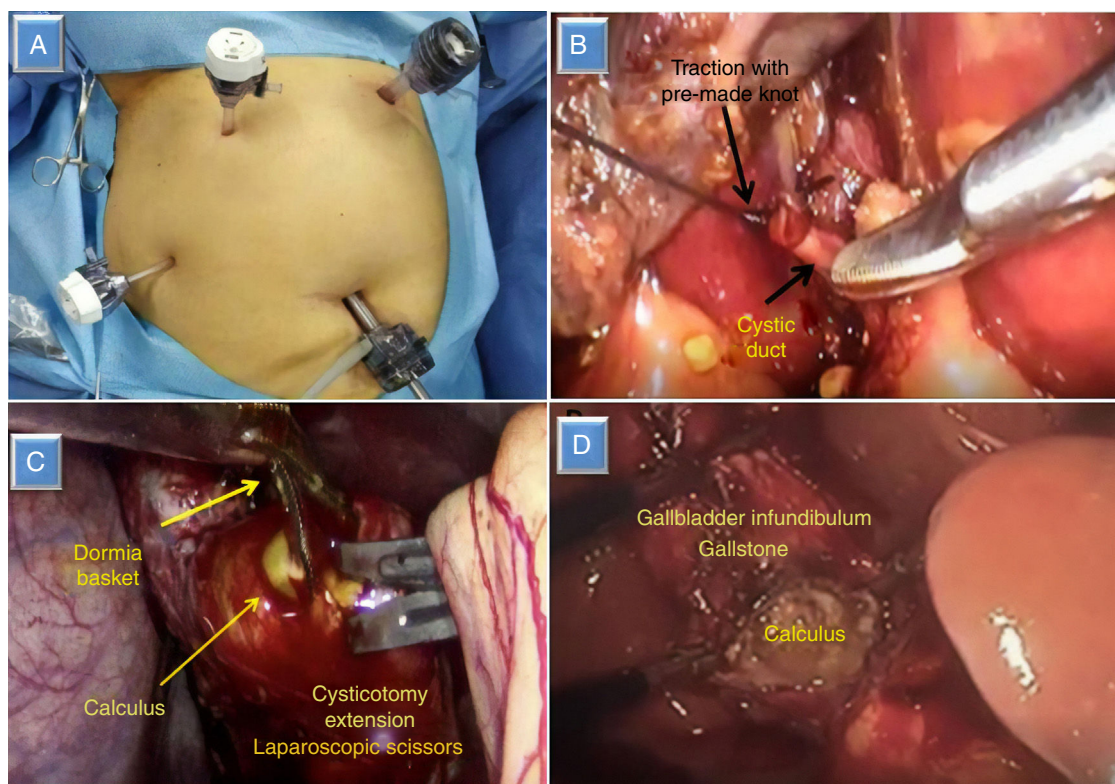 A
B
Traction with
pre-made knot
Cystic
duct
C
Dormia
basket
Calculus
Cysticotomy
extension
Laparoscopic scissors
D
Gallbladder infundibulum
Gallstone
Calculus